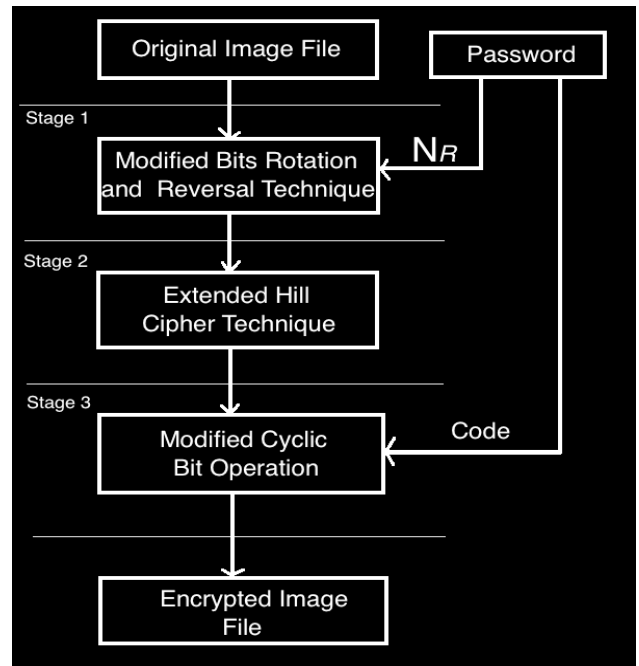 Original Image File
Password
Stage 1
Modified Bits Rotation
and Reversal Technique
NR
Stage 2
Extended Hill
Cipher Technique
Stage 3
Modified Cyclic
Bit Operation
Code
Encrypted Image
File